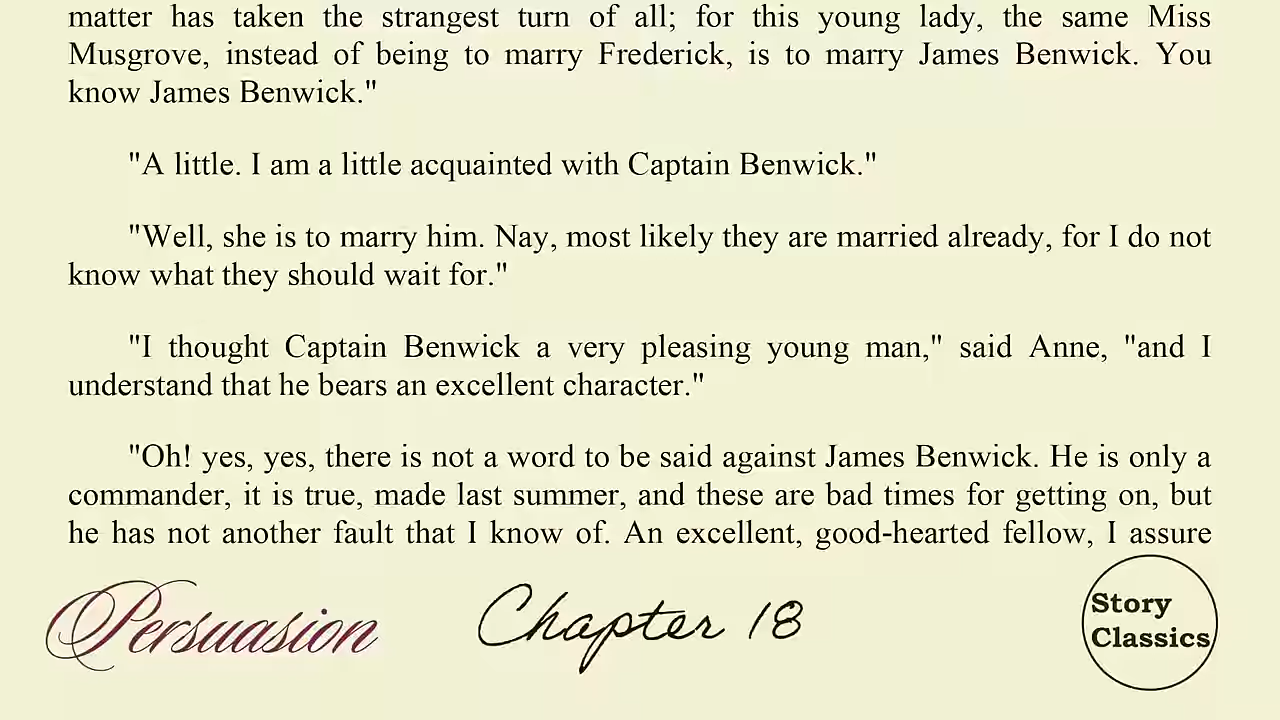 matter has taken the strangest turn of all; for this young lady, the same Miss
Musgrove, instead of being to marry Frederick, is to marry James Benwick. You
know James Benwick."
"A little. I am a little acquainted with Captain Benwick."
"Well, she is to marry him. Nay, most likely they are married already, for I do not
know what they should wait for."
"I thought Captain Benwick a very pleasing young man," said Anne, "and I
understand that he bears an excellent character."
"Oh! yes, yes, there is not a word to be said against James Benwick. He is only a
commander, it is true, made last summer, and these are bad times for getting on, but
he has not another fault that I know of. An excellent, good-hearted fellow, I assure
Persuasion
Chapter 18
Story
Classics